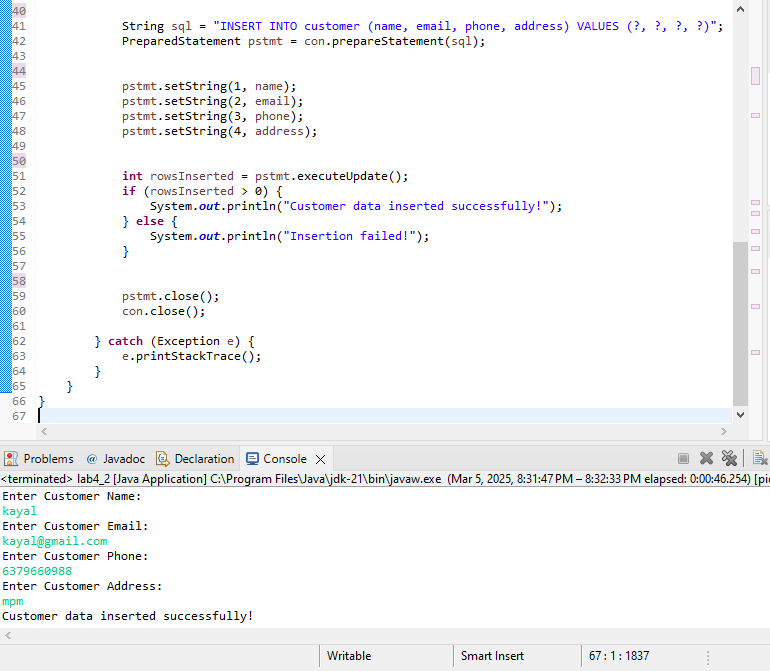 40
41 String sql = "INSERT INTO customer (name, email, phone, address) VALUES (?, ?, ?, ?)";
42 PreparedStatement pstmt = con.prepareStatement(sql);
43
44
45 pstmt.setString(1, name);
46 pstmt.setString(2, email);
47 pstmt.setString(3, phone);
48 pstmt.setString(4, address);
49
50
51 int rowsInserted = pstmt.executeUpdate();
52 if (rowsInserted > 0) {
53 System.out.println("Customer data inserted successfully!");
54 } else {
55 System.out.println("Insertion failed!");
56 }
57
58
59 pstmt.close();
60 con.close();
61
62 } catch (Exception e) {
63 e.printStackTrace();
64 }
65 }
66 }
67
Problems @ Javadoc Declaration Console
<terminated> lab4_2 [Java Application] C:\Program Files\Java\jdk-21\bin\javaw.exe (Mar 5, 2025, 8:31:47 PM – 8:32:33 PM elapsed: 0:00:46.254) [pi
Enter Customer Name:
kayal
Enter Customer Email:
kayal@gmail.com
Enter Customer Phone:
6379660988
Enter Customer Address:
mpm
Customer data inserted successfully!
Writable Smart Insert 67 : 1 : 1837